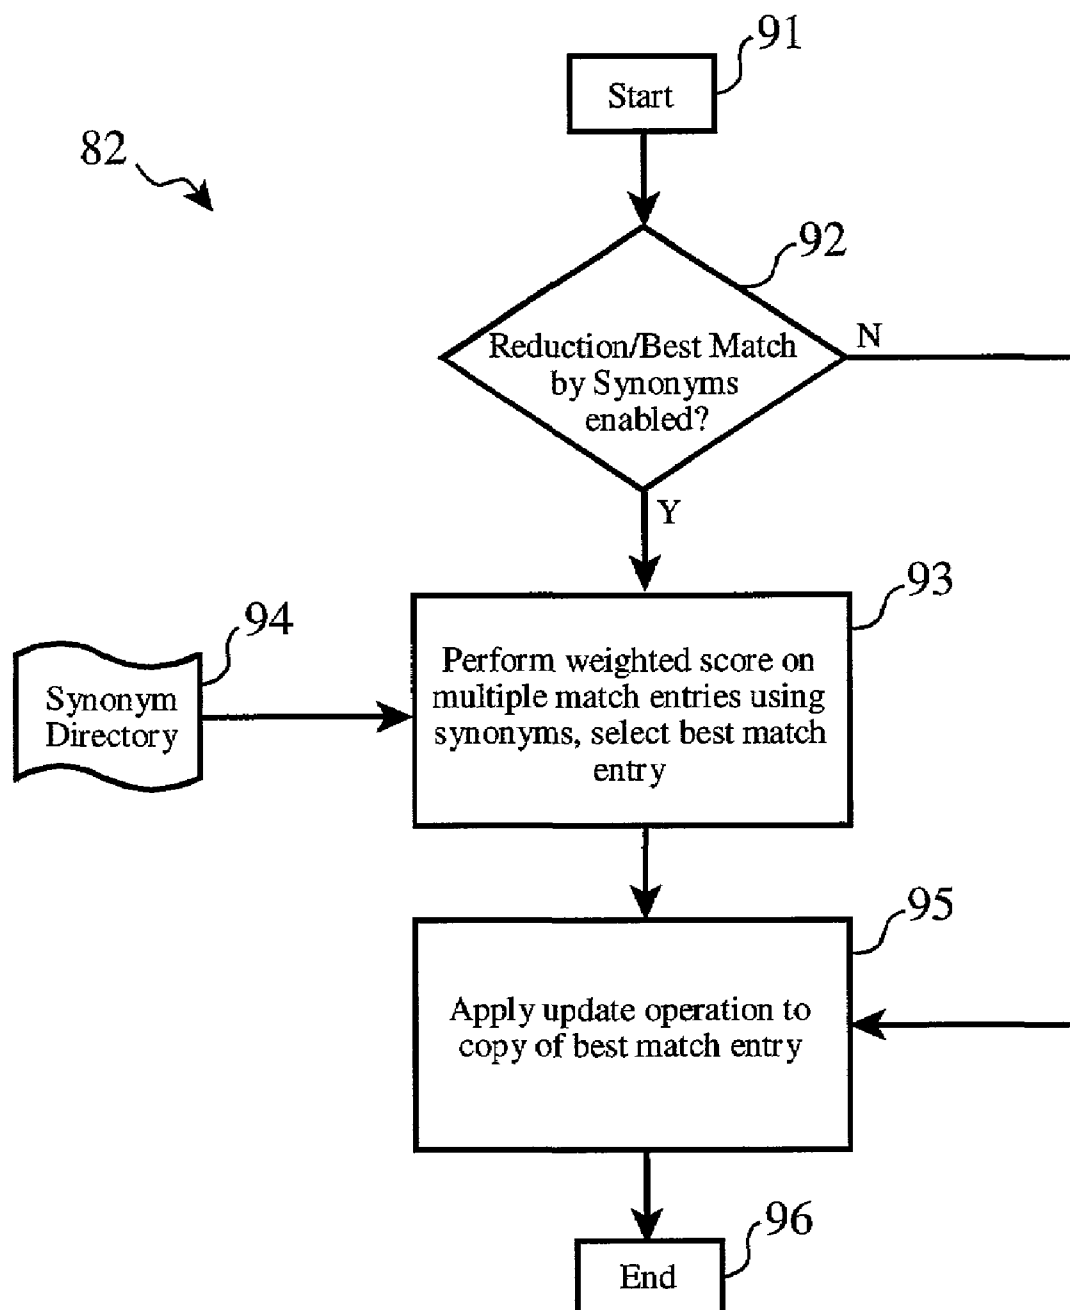 91
Start
82
92
Reduction/Best Match
by Synonyms
enabled?
N
Y
93
94
Synonym
Directory
Perform weighted score on
multiple match entries using
synonyms, select best match
entry
95
Apply update operation to
copy of best match entry
96
End